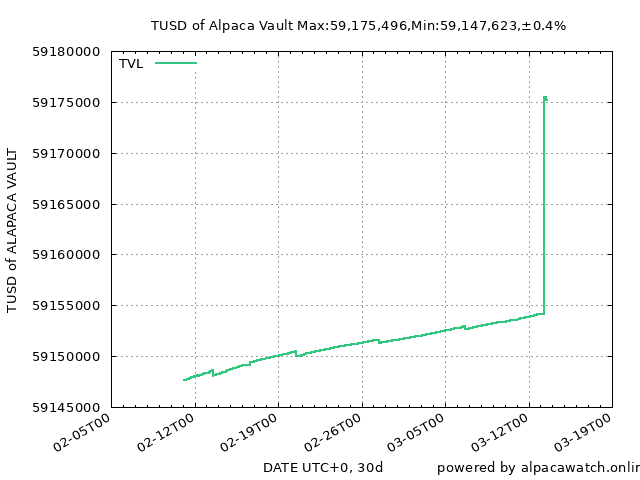 TUSD of Alpaca Vault Max:59,175,496,Min:59,147,623,±0.4%
59180000
TVL
59175000
59170000
59165000
59160000
59155000
59150000
59145000
TUSD of ALAPACA VAULT
02-05T00
02-12T00
02-19T00
02-26T00
03-05T00
03-12T00
03-19T00
DATE UTC+0, 30d
powered by alpacawatch.onlin